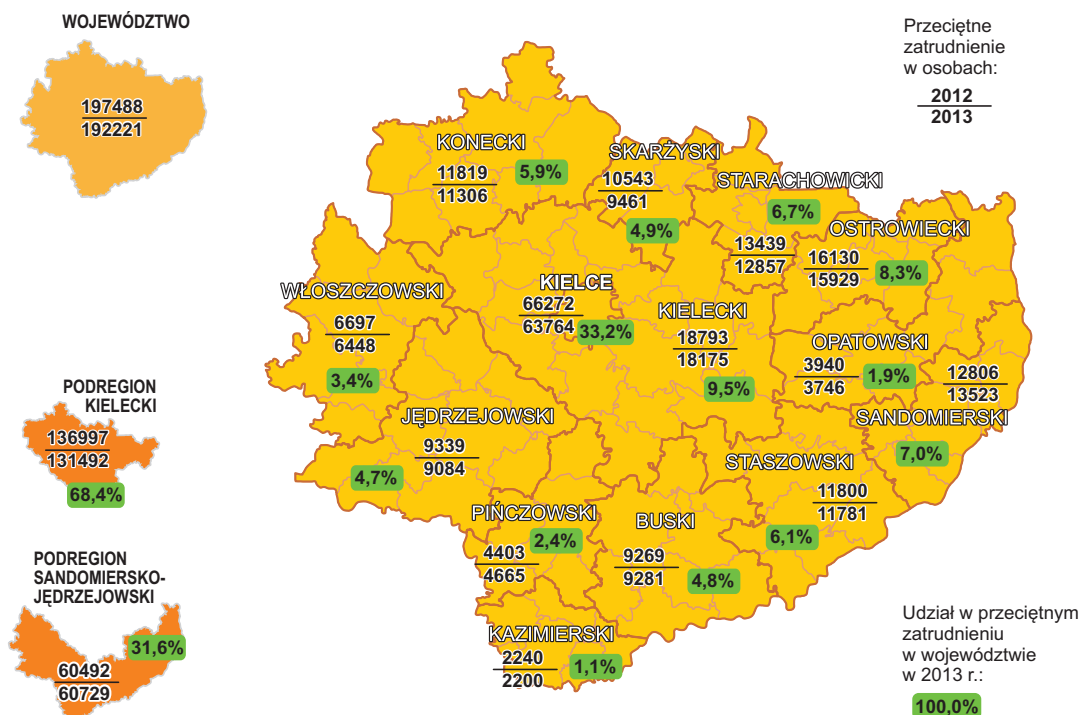 WOJEWÓDZTWO
197488
192221
Przeciętne
zatrudnienie
w osobach:
2012
2013
KONECKI
11819
11306
5,9%
SKARŻYSKI
10543
9461
4,9%
STARACHOWICKI
6,7%
13439
12857
OSTROWIECKI
16130
15929
8,3%
WŁOSZCZOWSKI
6697
6448
3,4%
KIELCE
66272
63764
33,2%
KIELECKI
18793
18175
9,5%
OPATOWSKI
3940
3746
1,9%
12806
13523
SANDOMIERSKI
7,0%
PODREGION
KIELECKI
136997
131492
68,4%
JĘDRZEJOWSKI
9339
9084
4,7%
STASZOWSKI
11800
11781
6,1%
PIŃCZOWSKI
2,4%
4403
4665
BUSKI
9269
9281
4,8%
PODREGION
SANDOMIERSKO-
JĘDRZEJOWSKI
31,6%
60492
60729
KAZIMIERSKI
2240
2200
1,1%
Udział w przeciętnym
zatrudnieniu
w województwie
w 2013 r.:
100,0%